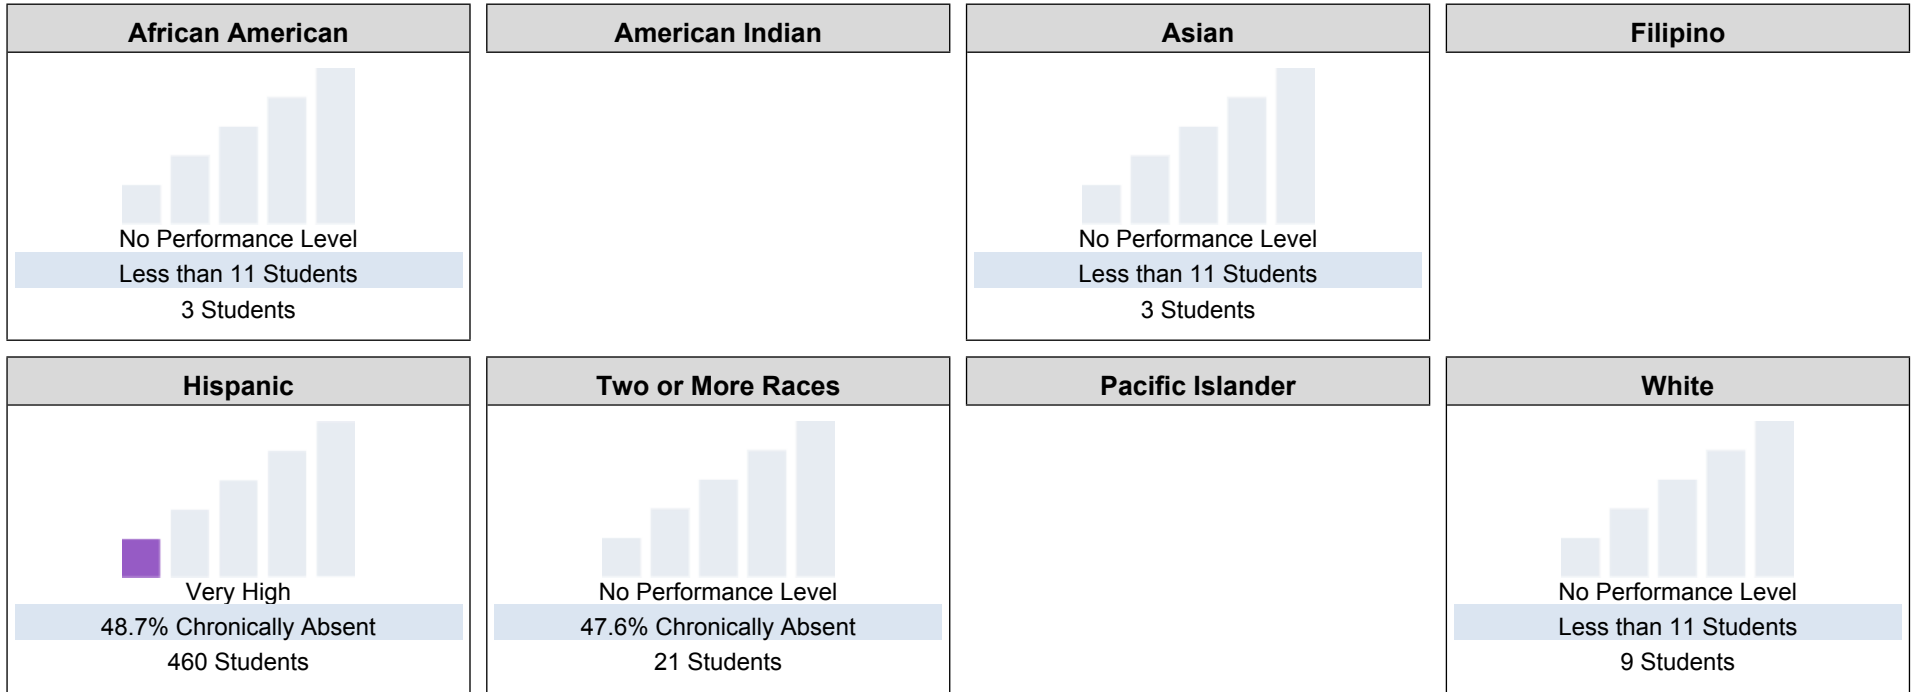 African American
American Indian
Asian
Filipino
No Performance Level
Less than 11 Students
3 Students
No Performance Level
Less than 11 Students
3 Students
Hispanic
Two or More Races
Pacific Islander
White
Very High
48.7% Chronically Absent
460 Students
No Performance Level
47.6% Chronically Absent
21 Students
No Performance Level
Less than 11 Students
9 Students